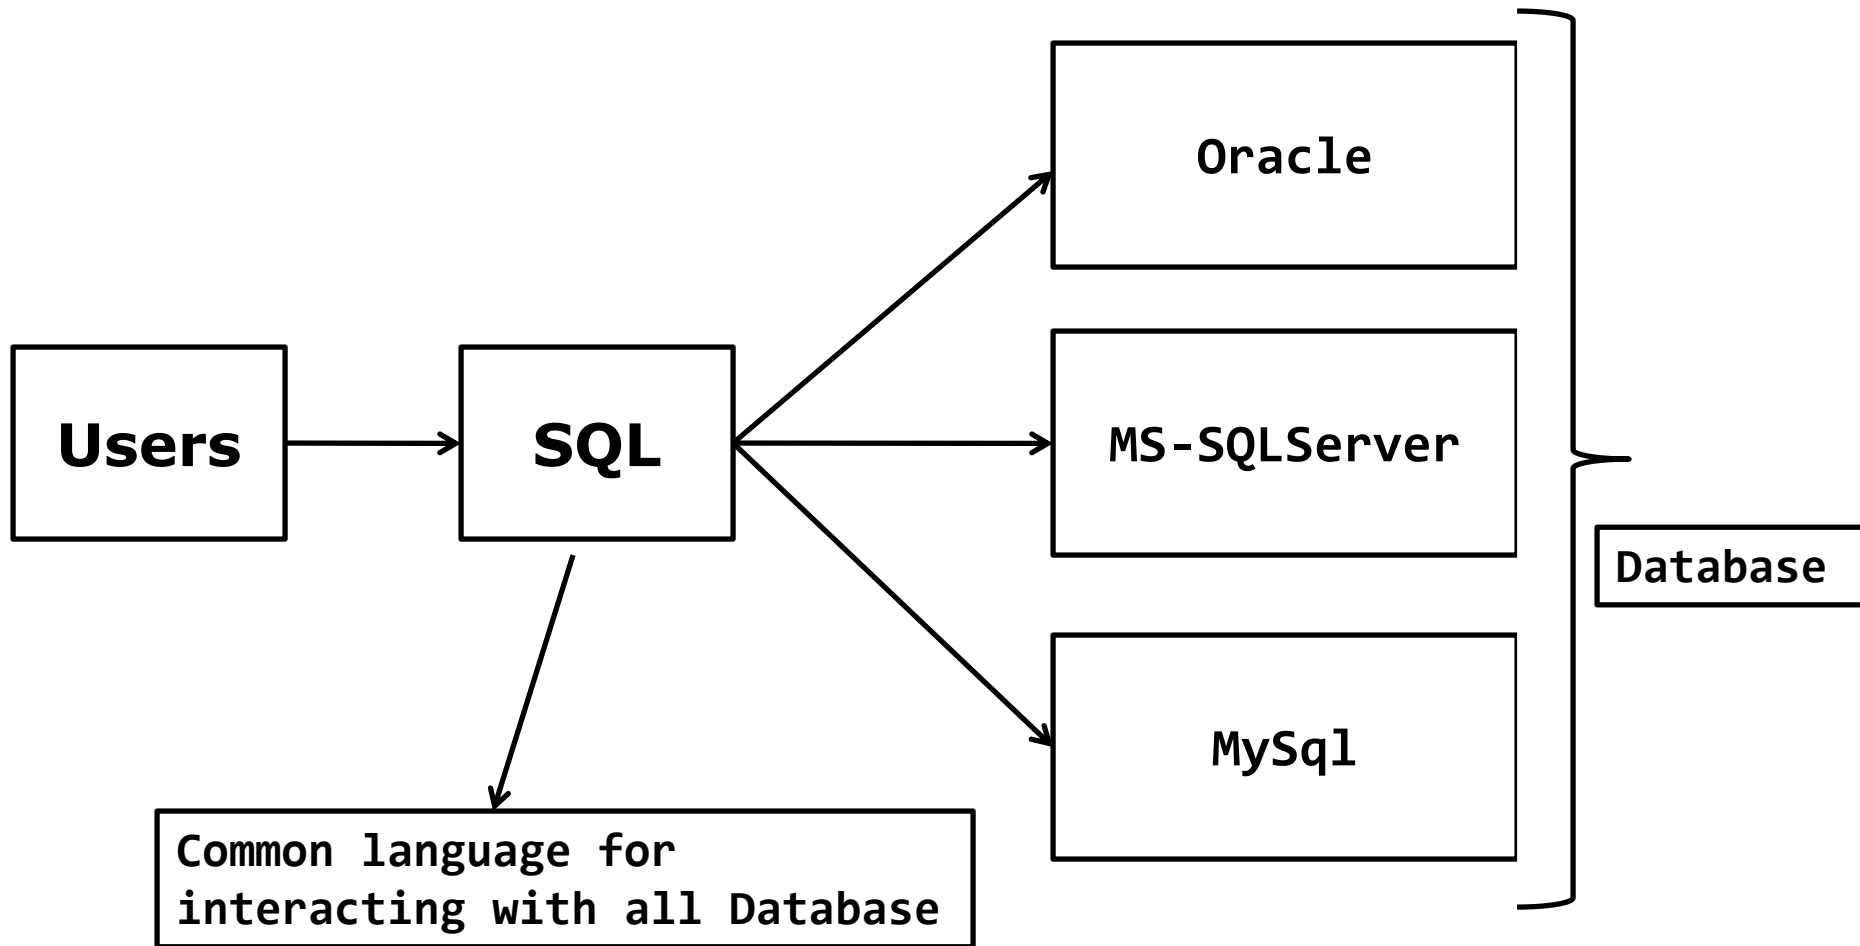 Oracle
Users
SQL
MS-SQLServer
Database
MySql
Common language for
interacting with all Database